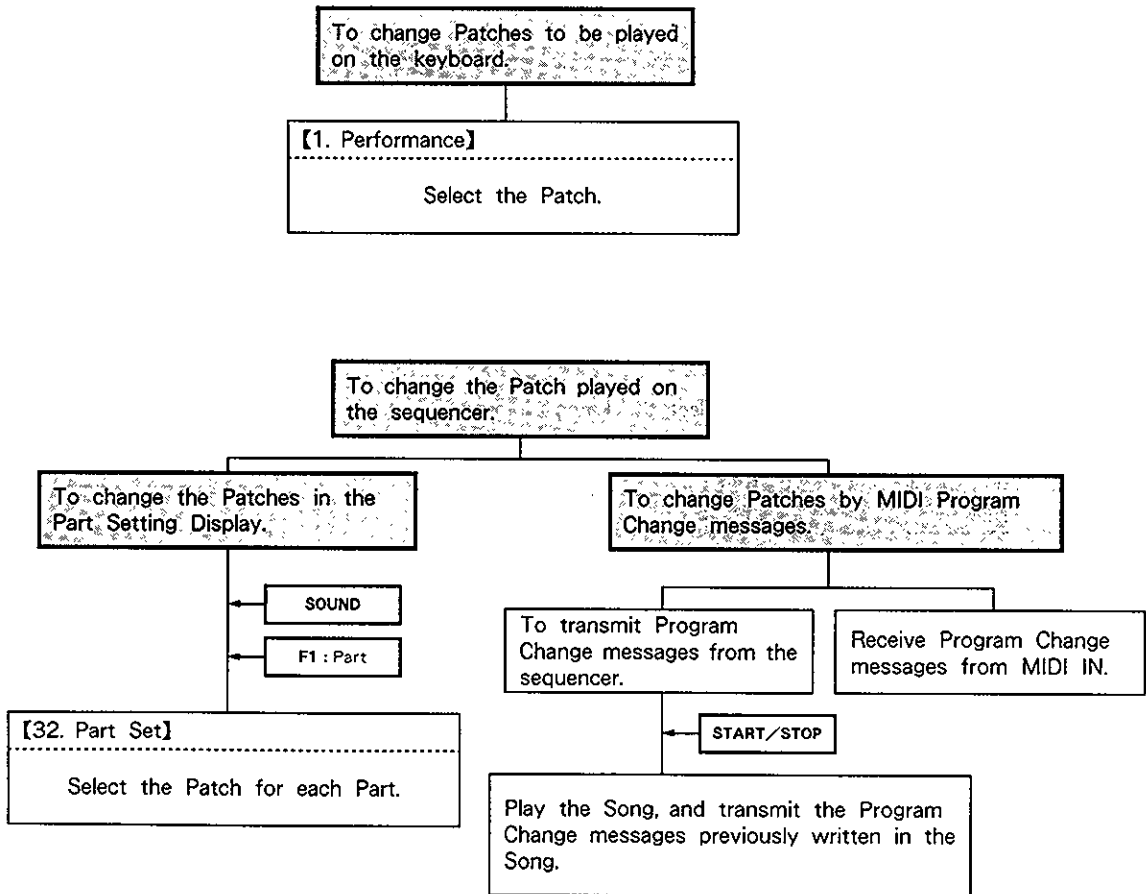 To change Patches to be played
on the keyboard.
【1. Performance】
Select the Patch.
To change the Patch played on
the sequencer.
To change the Patches in the
Part Setting Display.
SOUND
F1 : Part
【32. Part Set】
Select the Patch for each Part.
To change Patches by MIDI Program
Change messages.
To transmit Program
Change messages from the
sequencer.
START/STOP
Play the Song, and transmit the Program
Change messages previously written in the
Song.
Receive Program Change
messages from MIDI IN.